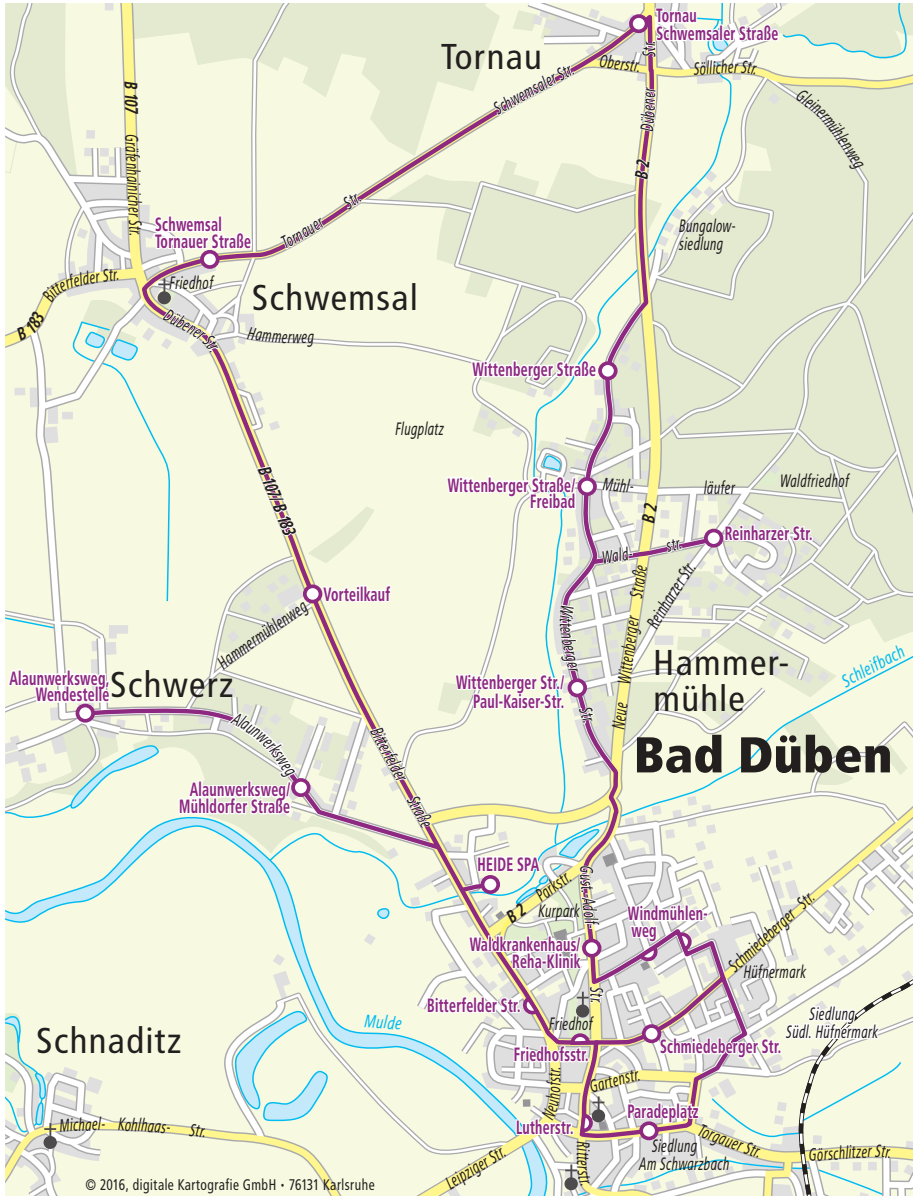 Tornau
Schwemsaler Straße
Tornau
Oberstr.
Söllicher Str.
Schwemsaler Str.
Dübener
Str.
B 2
Gleinermühlenweg
B 107
Gräfenhainicher Str.
Tornauer
Str.
Schwemsal
Tornauer Straße
Bungalow-
siedlung
Bitterfelder Str.
B 183
Friedhof
Schwemsal
Dübener Str.
Hammerweg
Wittenberger Straße
Flugplatz
B 107/B 183
Wittenberger Straße/
Freibad
Mühl-
läufer
Waldfriedhof
B 2
Reinharzer Str.
Wald-
str.
Reinharzer Str.
Vorteilkauf
Hammermühlenweg
Wittenberger
Str.
Neue
Wittenberger
Straße
Hammer-
mühle
Schleifbach
Alaunwerksweg,
Wendestelle
Schwerz
Wittenberger Str./
Paul-Kaiser-Str.
Alaunwerksweg
Bitterfelder
Straße
Bad Düben
Alaunwerksweg/
Mühldorfer Straße
HEIDE SPA
B 2
Parkstr.
Kurpark
Gust.-Adolf-
Str.
Windmühlen-
weg
Schmiedeberger Str.
Hüfnermark
Waldkrankenhaus/
Reha-Klinik
Bitterfelder Str.
Siedlung
Südl. Hüfnermark
Mulde
Friedhof
Friedhofsstr.
Schmiedeberger Str.
Schnaditz
Neuhofstr.
Gartenstr.
Paradeplatz
Lutherstr.
Michael-
Kohlhaas-
Str.
Siedlung
Am Schwarzbach
Torgauer Str.
Görschlitzer Str.
Leipziger Str.
Ritterstr.
© 2016, digitale Kartografie GmbH • 76131 Karlsruhe